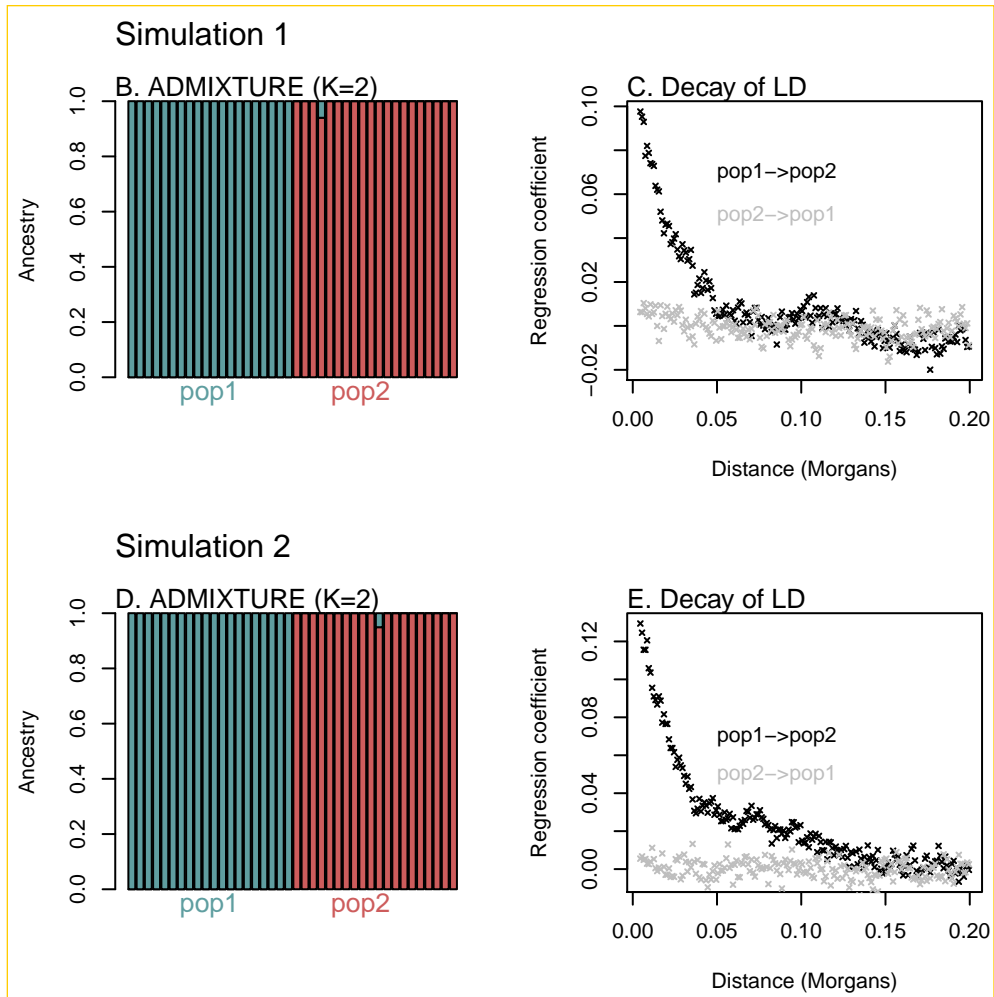 Simulation 1
B. ADMIXTURE (K=2)
Ancestry
0.0 0.2 0.4 0.6 0.8 1.0
pop1 pop2
C. Decay of LD
Regression coefficient
−0.02 0.02 0.06 0.10
pop1−>pop2
pop2−>pop1
0.00 0.05 0.10 0.15 0.20
Distance (Morgans)
Simulation 2
D. ADMIXTURE (K=2)
Ancestry
0.0 0.2 0.4 0.6 0.8 1.0
pop1 pop2
E. Decay of LD
Regression coefficient
0.00 0.04 0.08 0.12
pop1−>pop2
pop2−>pop1
0.00 0.05 0.10 0.15 0.20
Distance (Morgans)